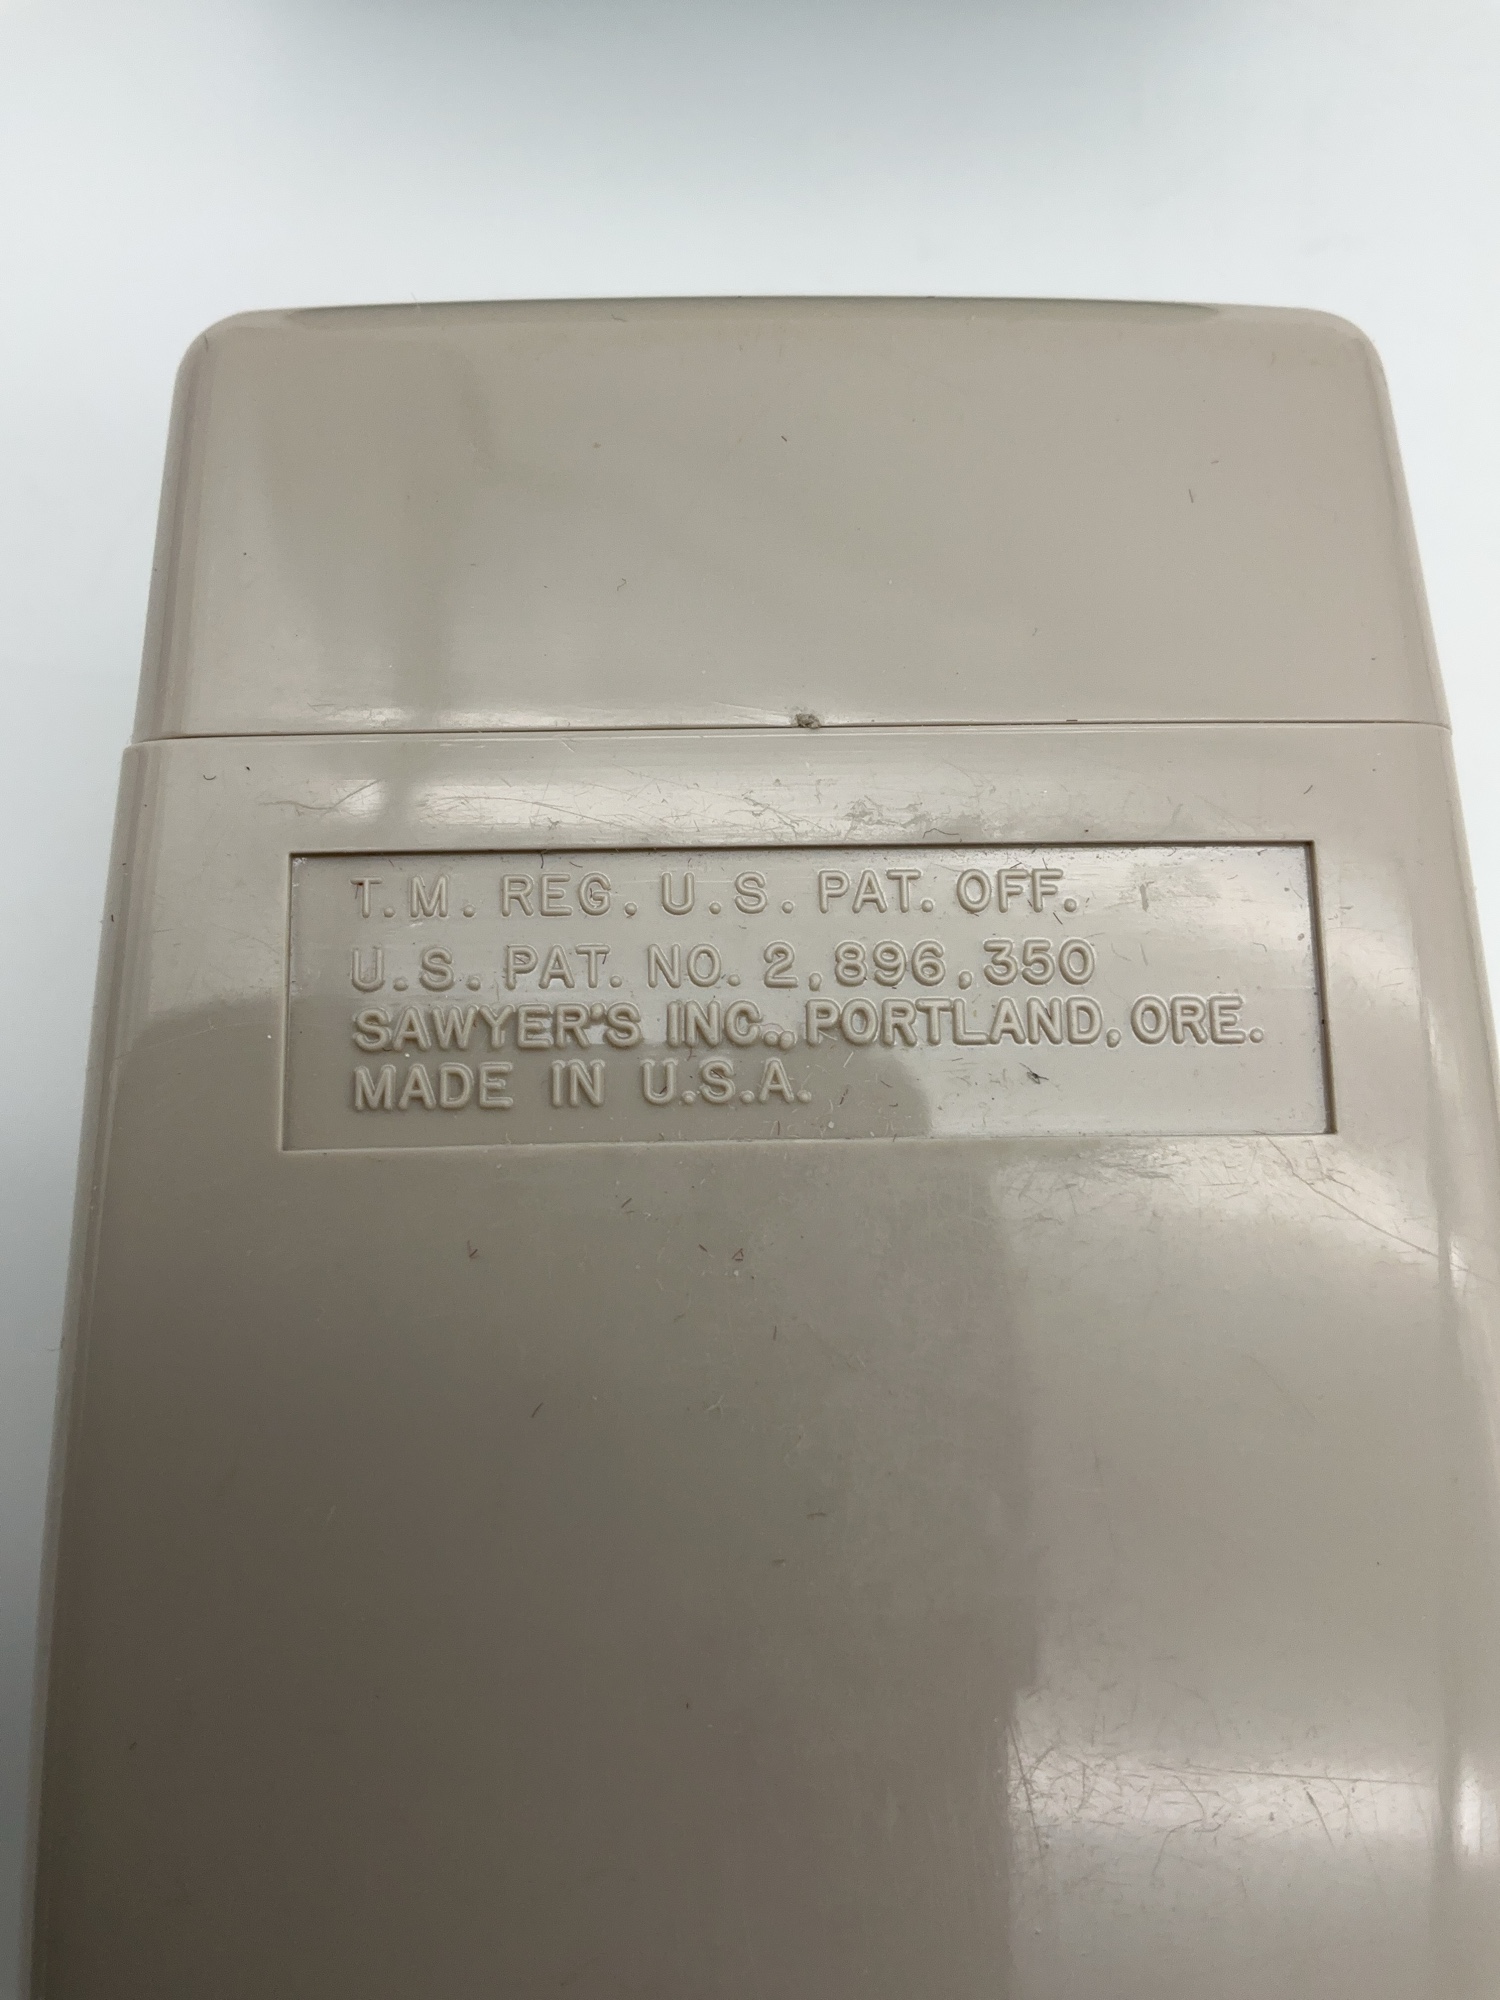 T.M. REG. U.S. PAT. OFF.
U.S. PAT. NO. 2,896,350
SAWYER'S INC., PORTLAND, ORE.
MADE IN U.S.A.